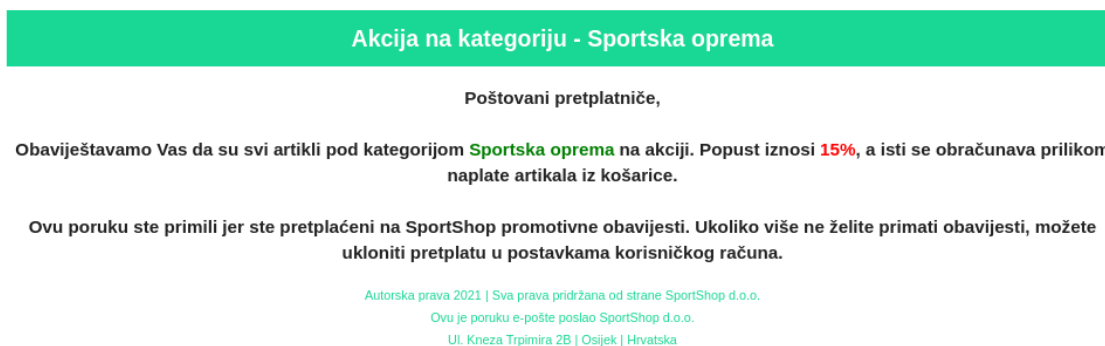 Akcija na kategoriju - Sportska oprema
Poštovani pretplatniče,
Obaviještavamo Vas da su svi artikli pod kategorijom Sportska oprema na akciji. Popust iznosi 15%, a isti se obračunava prilikom
naplate artikala iz košarice.
Ovu poruku ste primili jer ste pretplaćeni na SportShop promotivne obavijesti. Ukoliko više ne želite primati obavijesti, možete
ukloniti pretplatu u postavkama korisničkog računa.
Autorska prava 2021 | Sva prava pridržana od strane SportShop d.o.o.
Ovu je poruku e-pošte poslao SportShop d.o.o.
Ul. Kneza Trpimira 2B | Osijek | Hrvatska